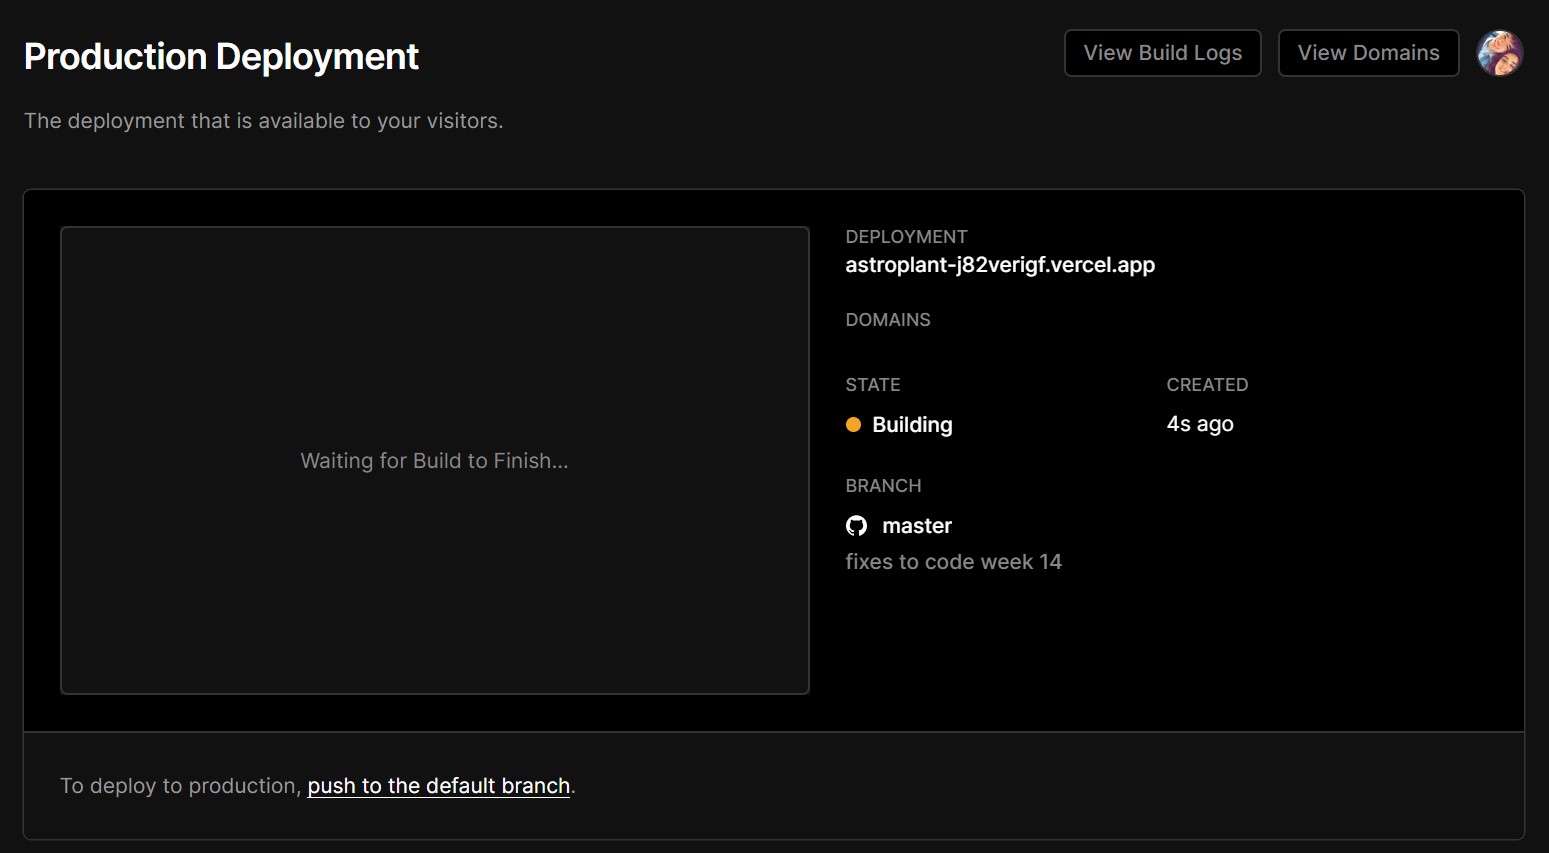 Production Deployment
View Build Logs
View Domains
The deployment that is available to your visitors.
Waiting for Build to Finish...
DEPLOYMENT
astroplant-j82verigf.vercel.app
DOMAINS
STATE
Building
CREATED
4s ago
BRANCH
master
fixes to code week 14
To deploy to production, push to the default branch.